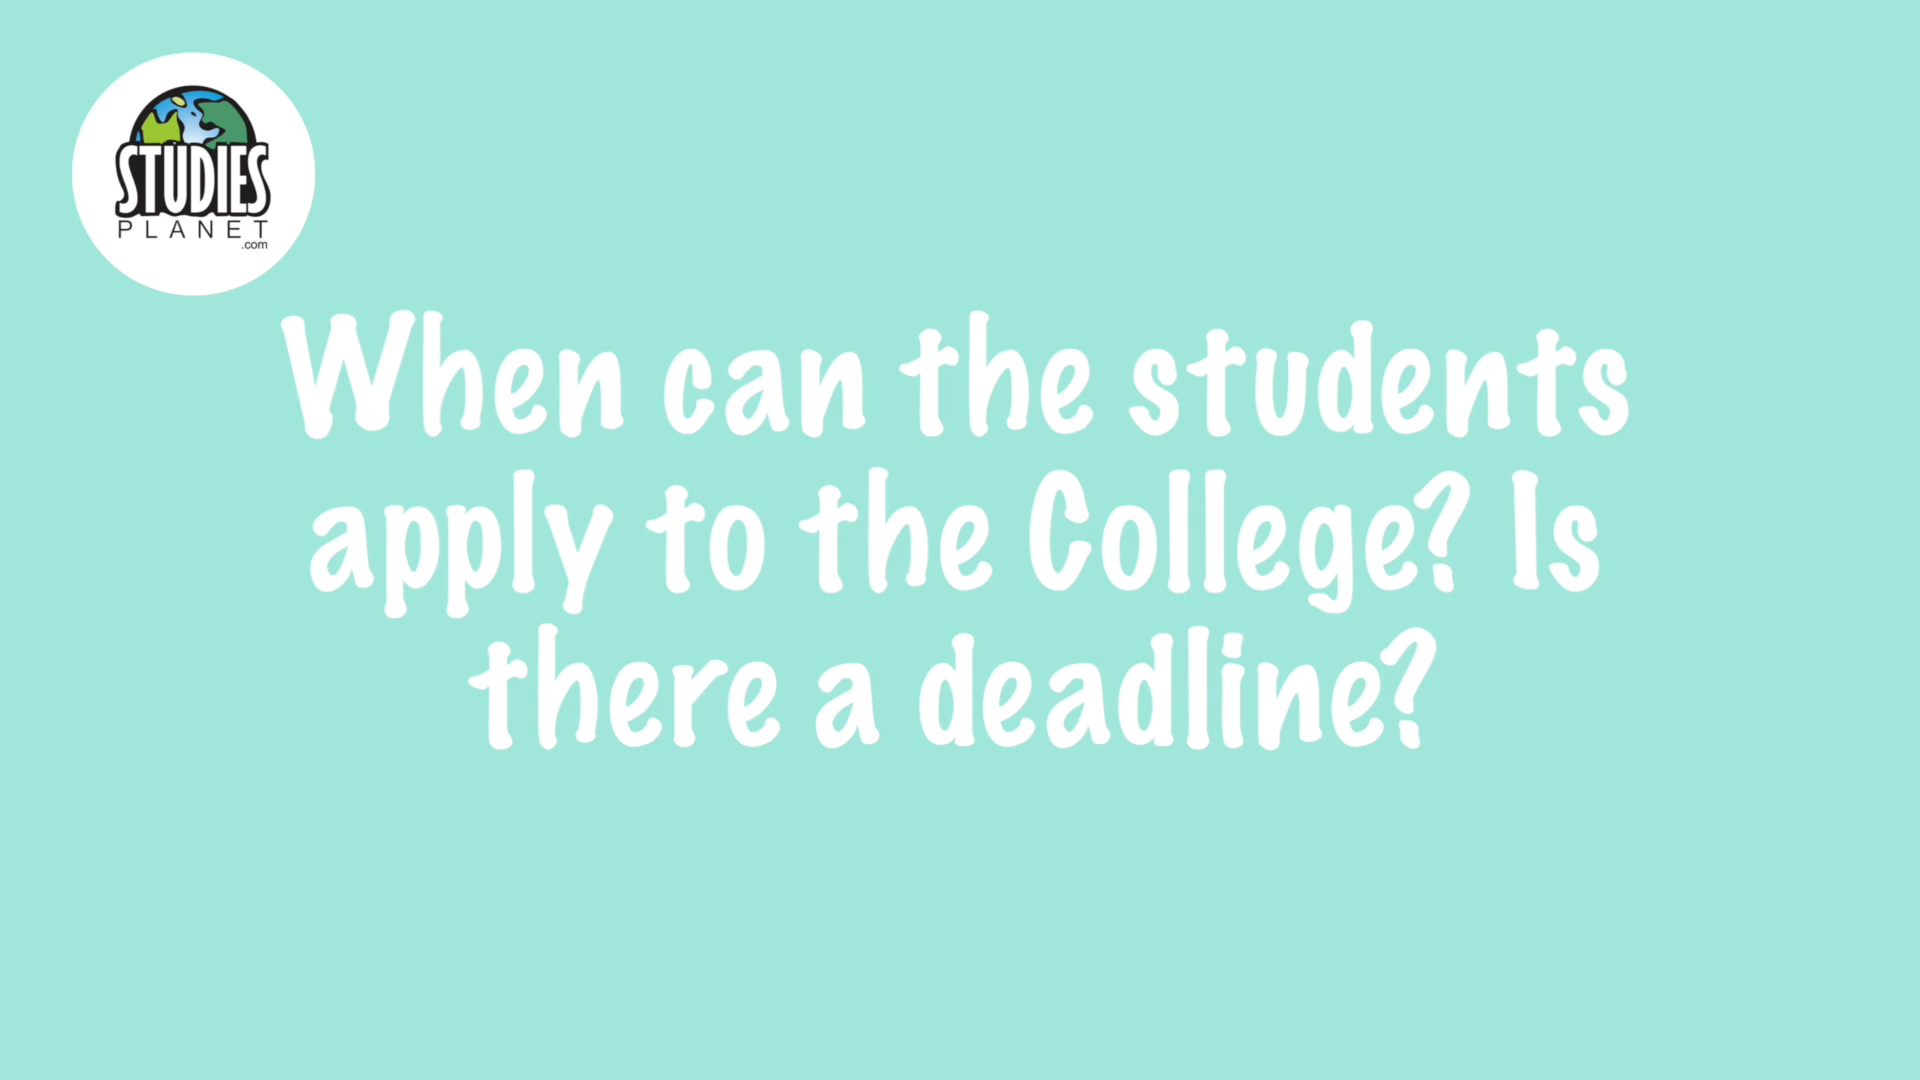 STUDIES
PLANET
.com
When can the students
apply to the College? Is
there a deadline?